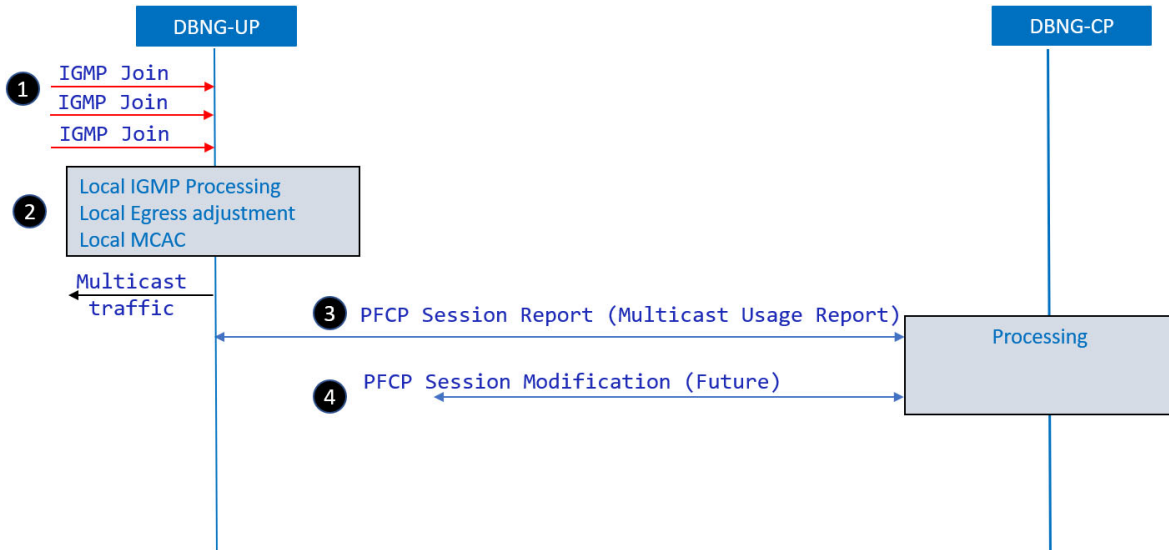 DBNG-UP
DBNG-CP
1
IGMP Join
IGMP Join
IGMP Join
2
Local IGMP Processing
Local Egress adjustment
Local MCAC
Multicast
traffic
3
PFCP Session Report (Multicast Usage Report)
Processing
4
PFCP Session Modification (Future)